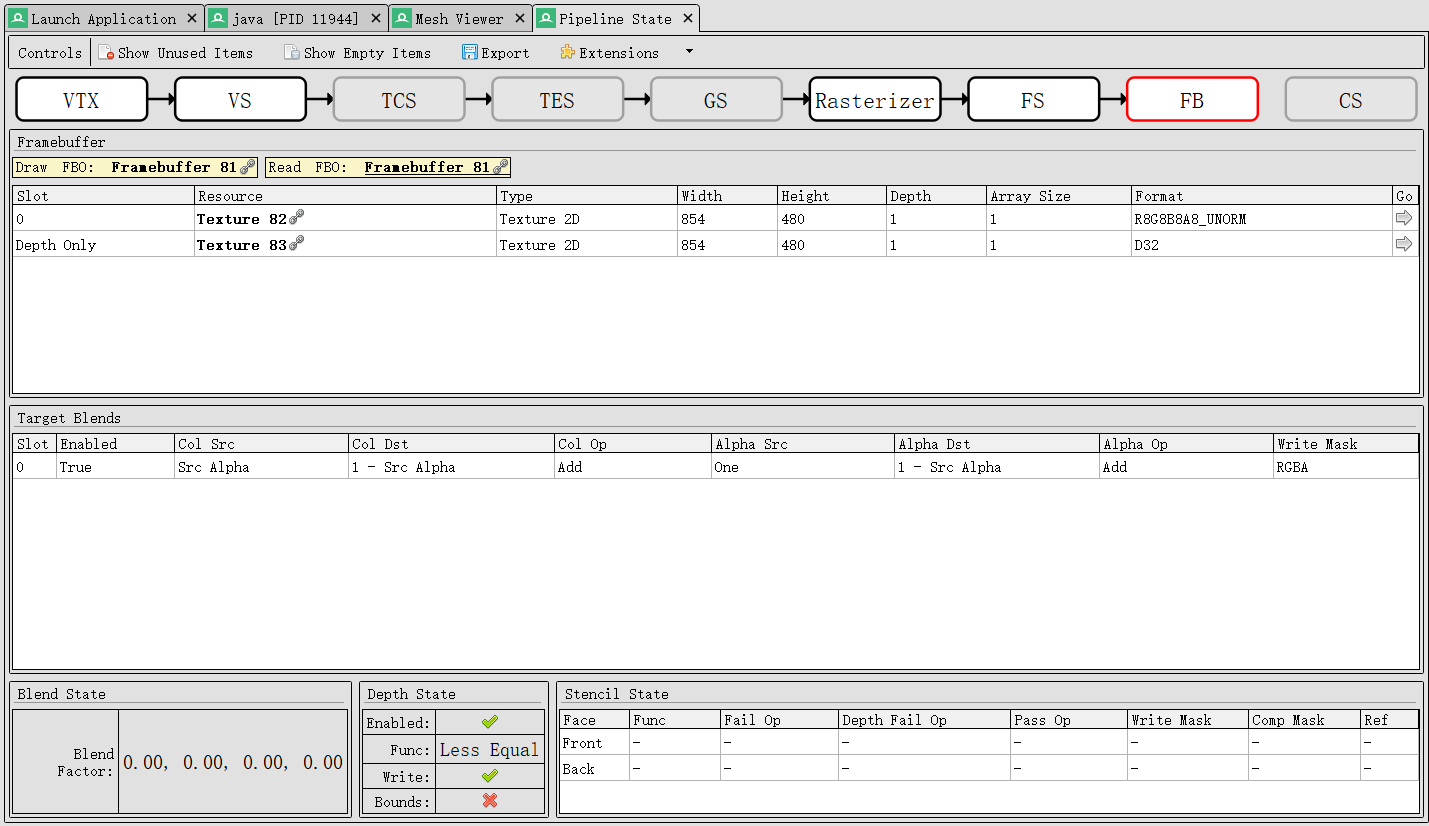 Launch Application × java [PID 11944] × Mesh Viewer × Pipeline State ×
Controls Show Unused Items Show Empty Items Export Extensions
VTX VS TCS TES GS Rasterizer FS FB CS
Framebuffer
Draw FBO: Framebuffer 81 Read FBO: Framebuffer 81
Slot Resource Type Width Height Depth Array Size Format Go
0 Texture 82 Texture 2D 854 480 1 1 R8G8B8A8_UNORM
Depth Only Texture 83 Texture 2D 854 480 1 1 D32
Target Blends
Slot Enabled Col Src Col Dst Col Op Alpha Src Alpha Dst Alpha Op Write Mask
0 True Src Alpha 1 - Src Alpha Add One 1 - Src Alpha Add RGBA
Blend State
Blend
Factor: 0.00, 0.00, 0.00, 0.00
Depth State
Enabled:
Func: Less Equal
Write:
Bounds:
Stencil State
Face Func Fail Op Depth Fail Op Pass Op Write Mask Comp Mask Ref
Front - - - - - - -
Back - - - - - - -